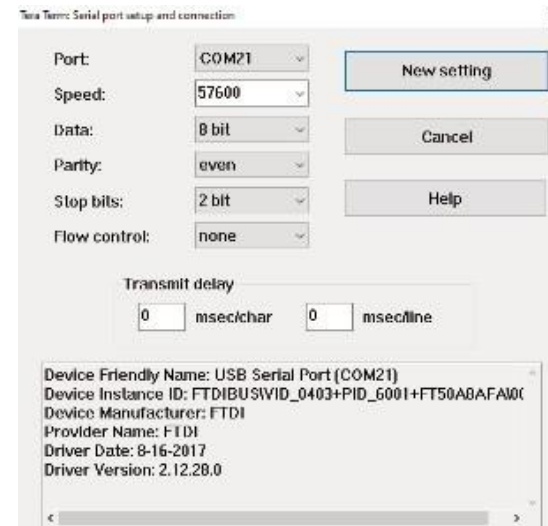 Tera Term: Serial port setup and connection
Port: COM21
New setting
Speed: 57600
Data: 8 bit
Cancel
Parity: even
Stop bits: 2 bit
Help
Flow control: none
Transmit delay
0 msec/char 0 msec/line
Device Friendly Name: USB Serial Port (COM21)
Device Instance ID: FTDIBUS\VID_0403+PID_6001+FT50A8AFA\00
Device Manufacturer: FTDI
Provider Name: FTDI
Driver Date: 8-16-2017
Driver Version: 2.12.28.0